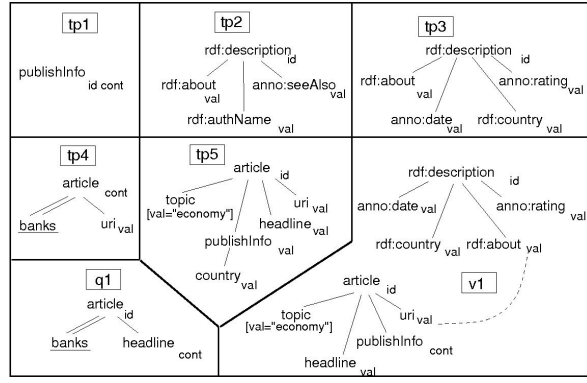 tp1
publishInfo id cont
tp2
rdf:description id
rdf:about val
anno:seeAlso val
rdf:authName val
tp3
rdf:description id
rdf:about val
anno:rating val
anno:date val
rdf:country val
tp4
article cont
banks
uri val
tp5
article id
topic
[val="economy"]
uri val
headline val
publishInfo val
country val
rdf:description id
anno:date val
anno:rating val
rdf:country val
rdf:about val
q1
article id
banks
headline cont
v1
article id
topic
[val="economy"]
uri val
publishInfo cont
headline val